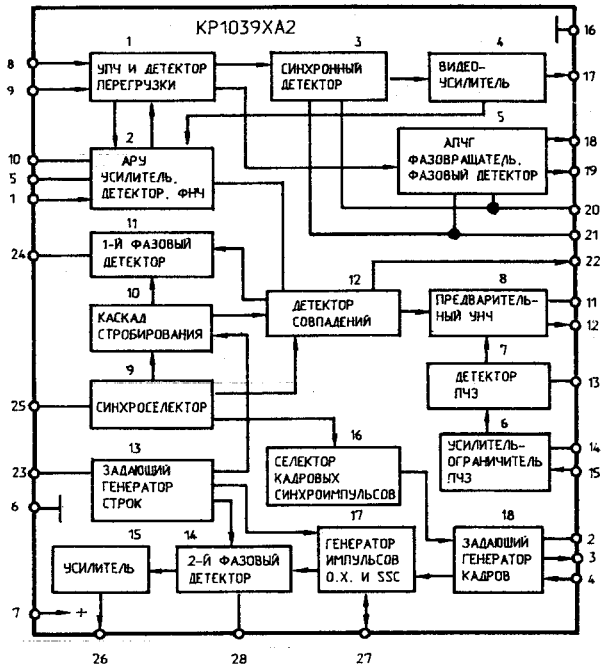 КР1039ХА2
1
3
4
16
8
УПЧ И ДЕТЕКТОР
ПЕРЕГРУЗКИ
СИНХРОННЫЙ
ДЕТЕКТОР
ВИДЕО-
УСИЛИТЕЛЬ
17
9
2
5
10
АРУ
УСИЛИТЕЛЬ.
ДЕТЕКТОР. ФНЧ
АПЧГ
ФАЗОВРАЩАТЕЛЬ.
ФАЗОВЫЙ ДЕТЕКТОР
18
5
19
1
20
11
21
24
1-Й ФАЗОВЫЙ
ДЕТЕКТОР
22
10
12
8
КАСКАД
СТРОБИРОВАНИЯ
ДЕТЕКТОР
СОВПАДЕНИЙ
ПРЕДВАРИТЕЛЬ-
НЫЙ УНЧ
11
12
9
7
25
СИНХРОСЕЛЕКТОР
ДЕТЕКТОР
ПЧЗ
13
13
16
6
23
ЗАДАЮЩИЙ
ГЕНЕРАТОР
СТРОК
СЕЛЕКТОР
КАДРОВЫХ
СИНХРОИМПУЛЬСОВ
УСИЛИТЕЛЬ-
ОГРАНИЧИТЕЛЬ
ПЧЗ
14
15
6
15
14
17
18
УСИЛИТЕЛЬ
2-Й ФАЗОВЫЙ
ДЕТЕКТОР
ГЕНЕРАТОР
ИМПУЛЬСОВ
О.Х. И SSC
ЗАДАЮЩИЙ
ГЕНЕРАТОР
КАДРОВ
2
3
4
7 +
26
28
27